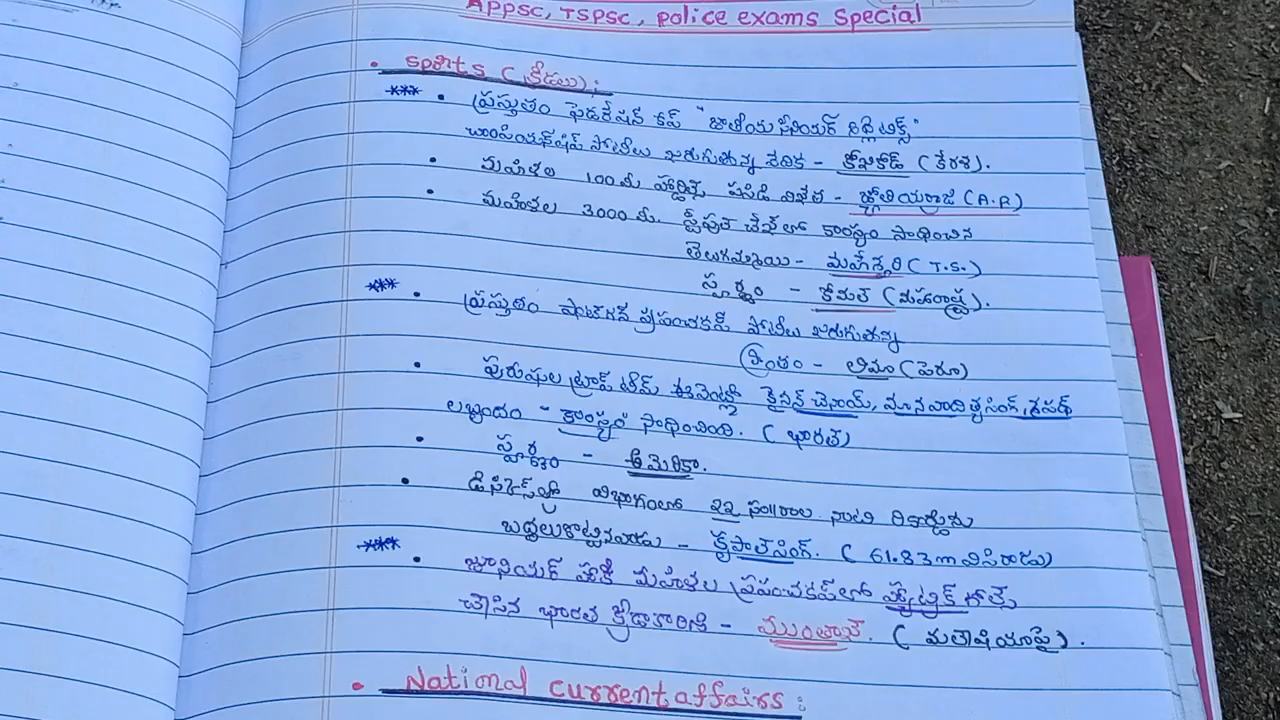 Appsc, TSPSC, police exams special
• sports (క్రీడలు):
*** • ప్రస్తుతం ఫెడరేషన్ కప్ "జాతీయ సీనియర్ అథ్లెటిక్స్"
చాంపియన్‌షిప్ పోటీలు జరుగుతున్న వేదిక - కోజికోడ్ (కేరళ).
• మహిళల 100 మీ హర్డిల్స్ పసిడి విజేత - జ్యోతియర్రాజి (A.P)
• మహిళల 3000 మీ. స్టీపుల్ చేజ్ లో కాంస్యం సాధించిన
తెలుగమ్మాయి - మహేశ్వరి (T.S.)
స్వర్ణం - కోమల్ (మహారాష్ట్ర).
*** • ప్రస్తుతం షాట్‌గన్ ప్రపంచకప్ పోటీలు జరుగుతున్న
ప్రాంతం - లిమా (పెరూ)
• పురుషుల ట్రాప్ టీమ్ ఈవెంట్లో కైనన్ చెనాయ్, మానవాదిత్యసింగ్,
బృందం - కాంస్యం సాధించింది. (భారత్)
• స్వర్ణం - అమెరికా.
• డిస్కస్‌త్రో విభాగంలో 22 సం॥రాల నాటి రికార్డును
బద్దలుకొట్టినవాడు - కృపాల్‌సింగ్. (61.83m విసిరాడు)
*** • జూనియర్ హాకీ మహిళల ప్రపంచకప్‌లో హ్యాట్రిక్ గోల్స్
చేసిన భారత క్రీడాకారిణి - ముంతాజ్. (మలేషియాపై).
• National current affairs: